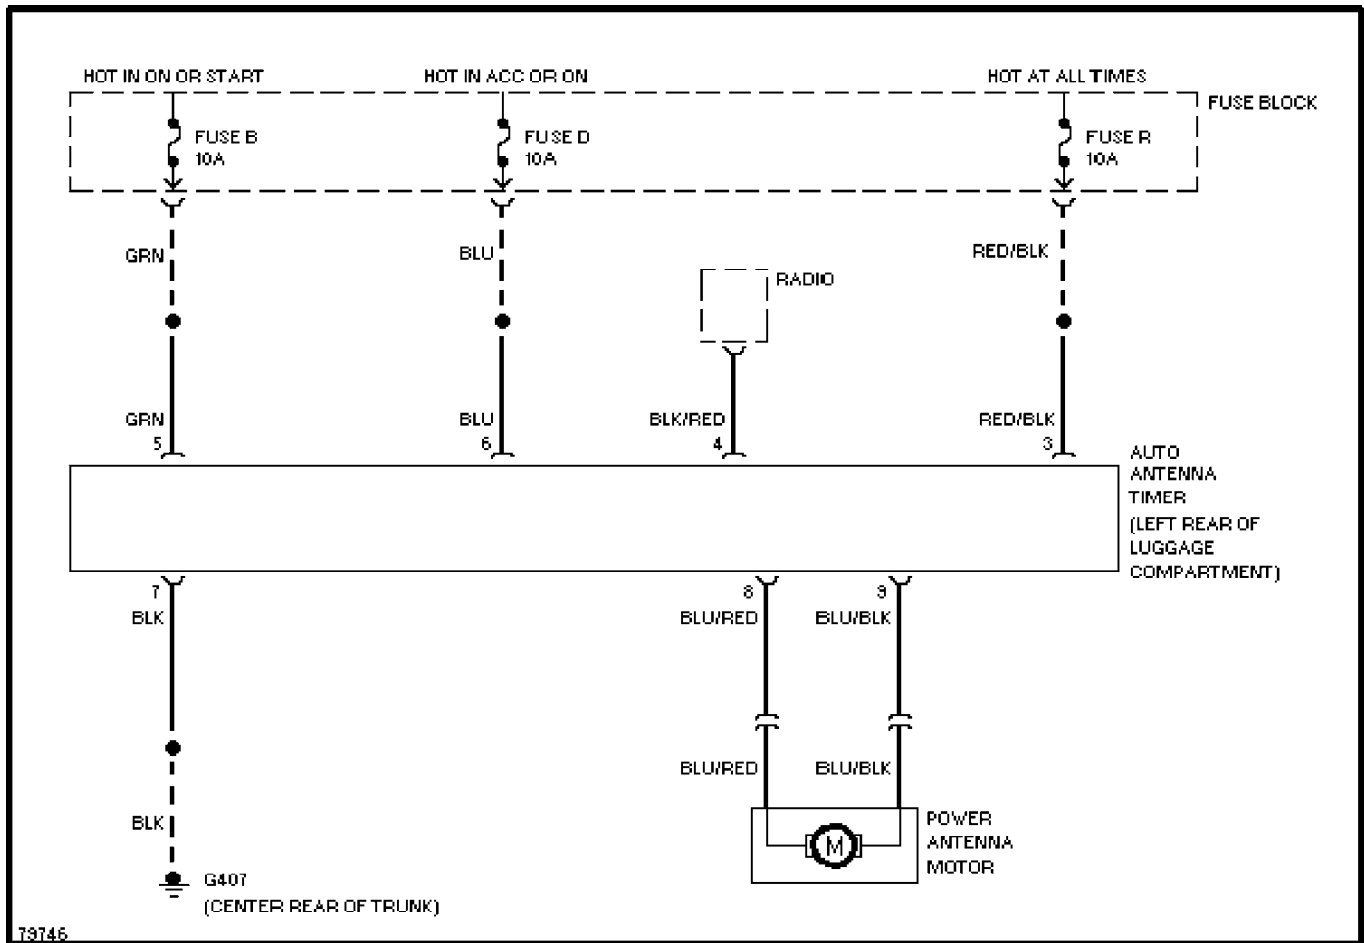 HOT IN ON OR START
HOT IN ACC OR ON
HOT AT ALL TIMES
FUSE BLOCK
FUSE B
10A
FUSE D
10A
FUSE R
10A
GRN
BLU
RED/BLK
RADIO
GRN
BLU
BLK/RED
RED/BLK
5
6
4
3
AUTO
ANTENNA
TIMER
(LEFT REAR OF
LUGGAGE
COMPARTMENT)
7
8
9
BLK
BLU/RED
BLU/BLK
BLU/RED
BLU/BLK
BLK
POWER
ANTENNA
MOTOR
M
G407
(CENTER REAR OF TRUNK)
79746